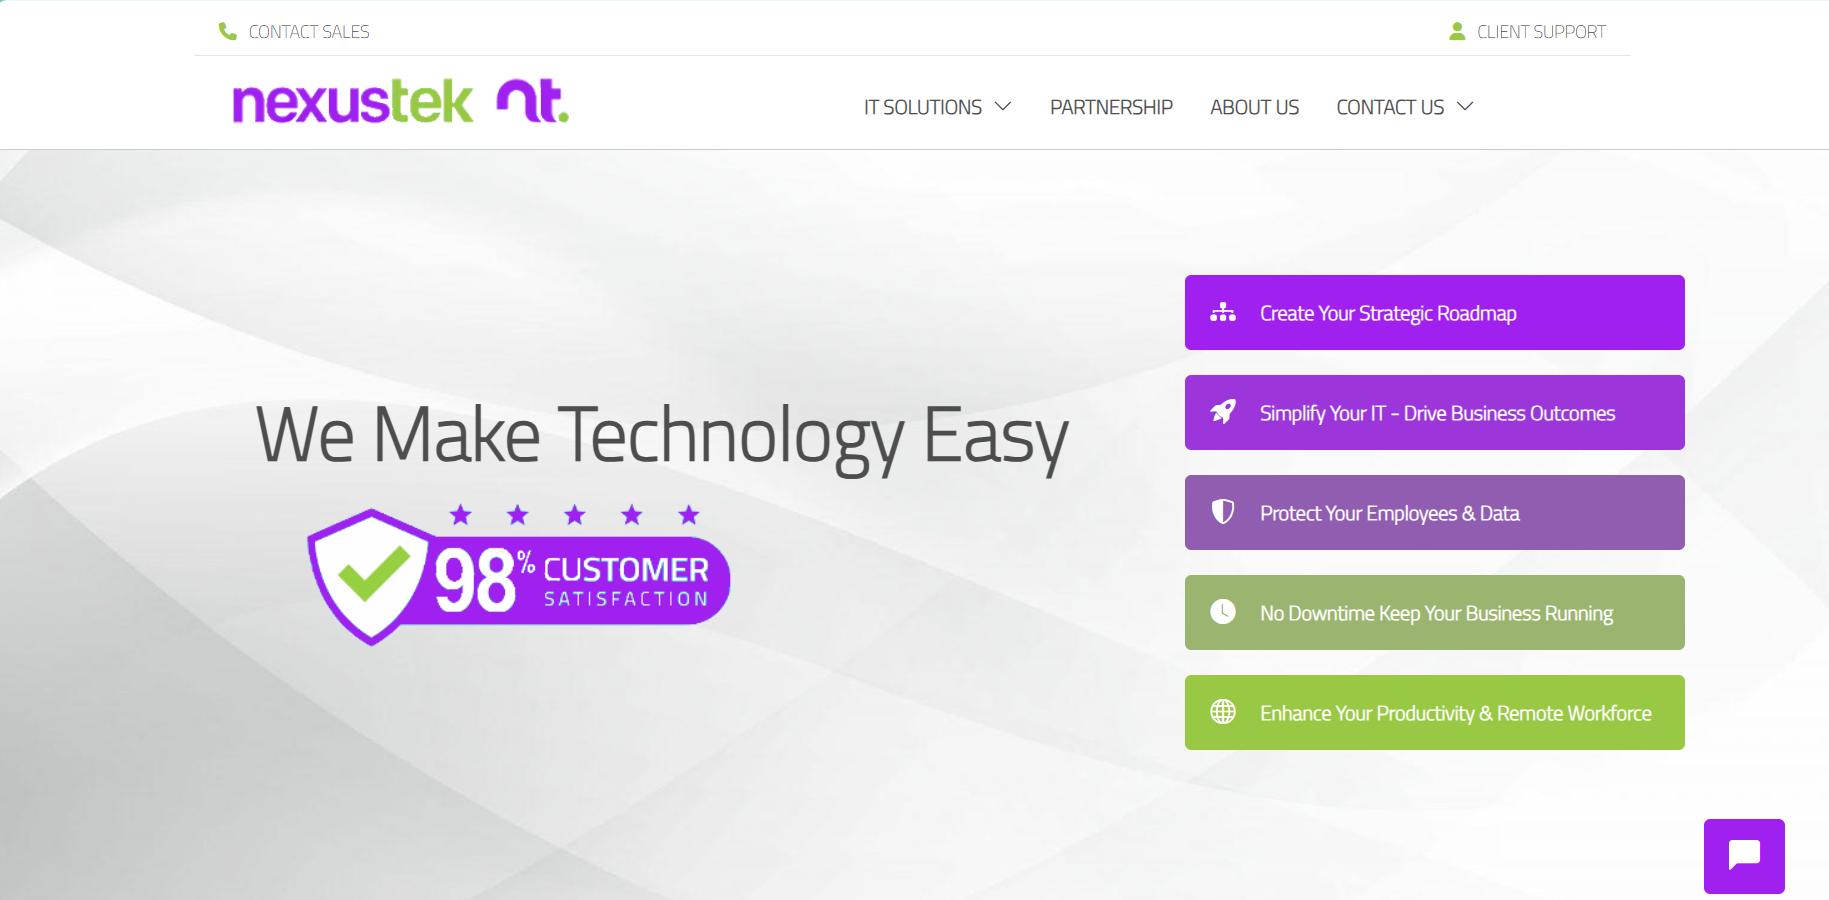 CONTACT SALES
CLIENT SUPPORT
nexustek nt.
IT SOLUTIONS
PARTNERSHIP
ABOUT US
CONTACT US
We Make Technology Easy
98% CUSTOMER
SATISFACTION
Create Your Strategic Roadmap
Simplify Your IT - Drive Business Outcomes
Protect Your Employees & Data
No Downtime Keep Your Business Running
Enhance Your Productivity & Remote Workforce